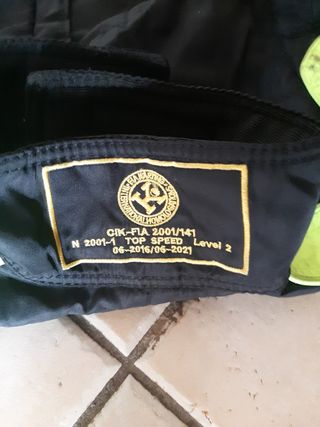 CIK-FIA 2001/141
N 2001-1 TOP SPEED Level 2
06-2016/06-2021